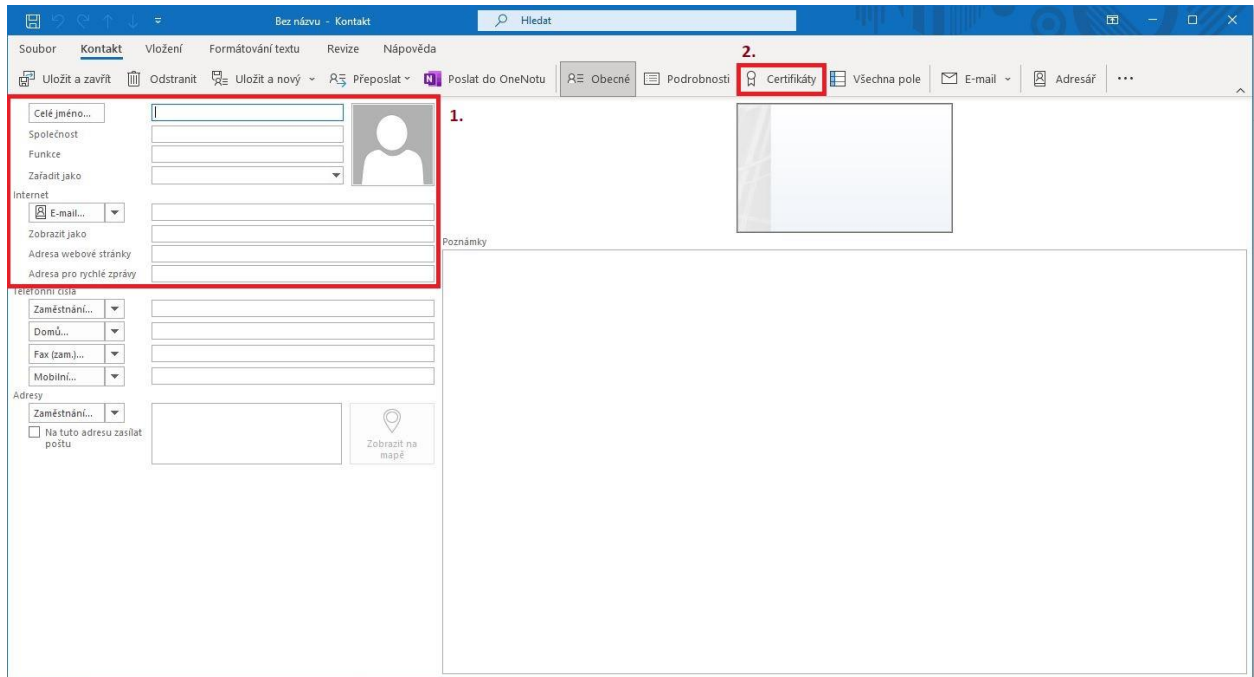 Bez názvu - Kontakt
Hledat
Soubor Kontakt Vložení Formátování textu Revize Nápověda
2.
Uložit a zavřít Odstranit Uložit a nový Přeposlat N Poslat do OneNotu Obecné Podrobnosti Certifikáty Všechna pole E-mail Adresář ...
1.
Celé jméno...
Společnost
Funkce
Zařadit jako
Internet
E-mail...
Zobrazit jako
Poznámky
Adresa webové stránky
Adresa pro rychlé zprávy
Telefonní čísla
Zaměstnání...
Domů...
Fax (zam.)...
Mobilní...
Adresy
Zaměstnání...
Na tuto adresu zasílat
poštu
Zobrazit na
mapě